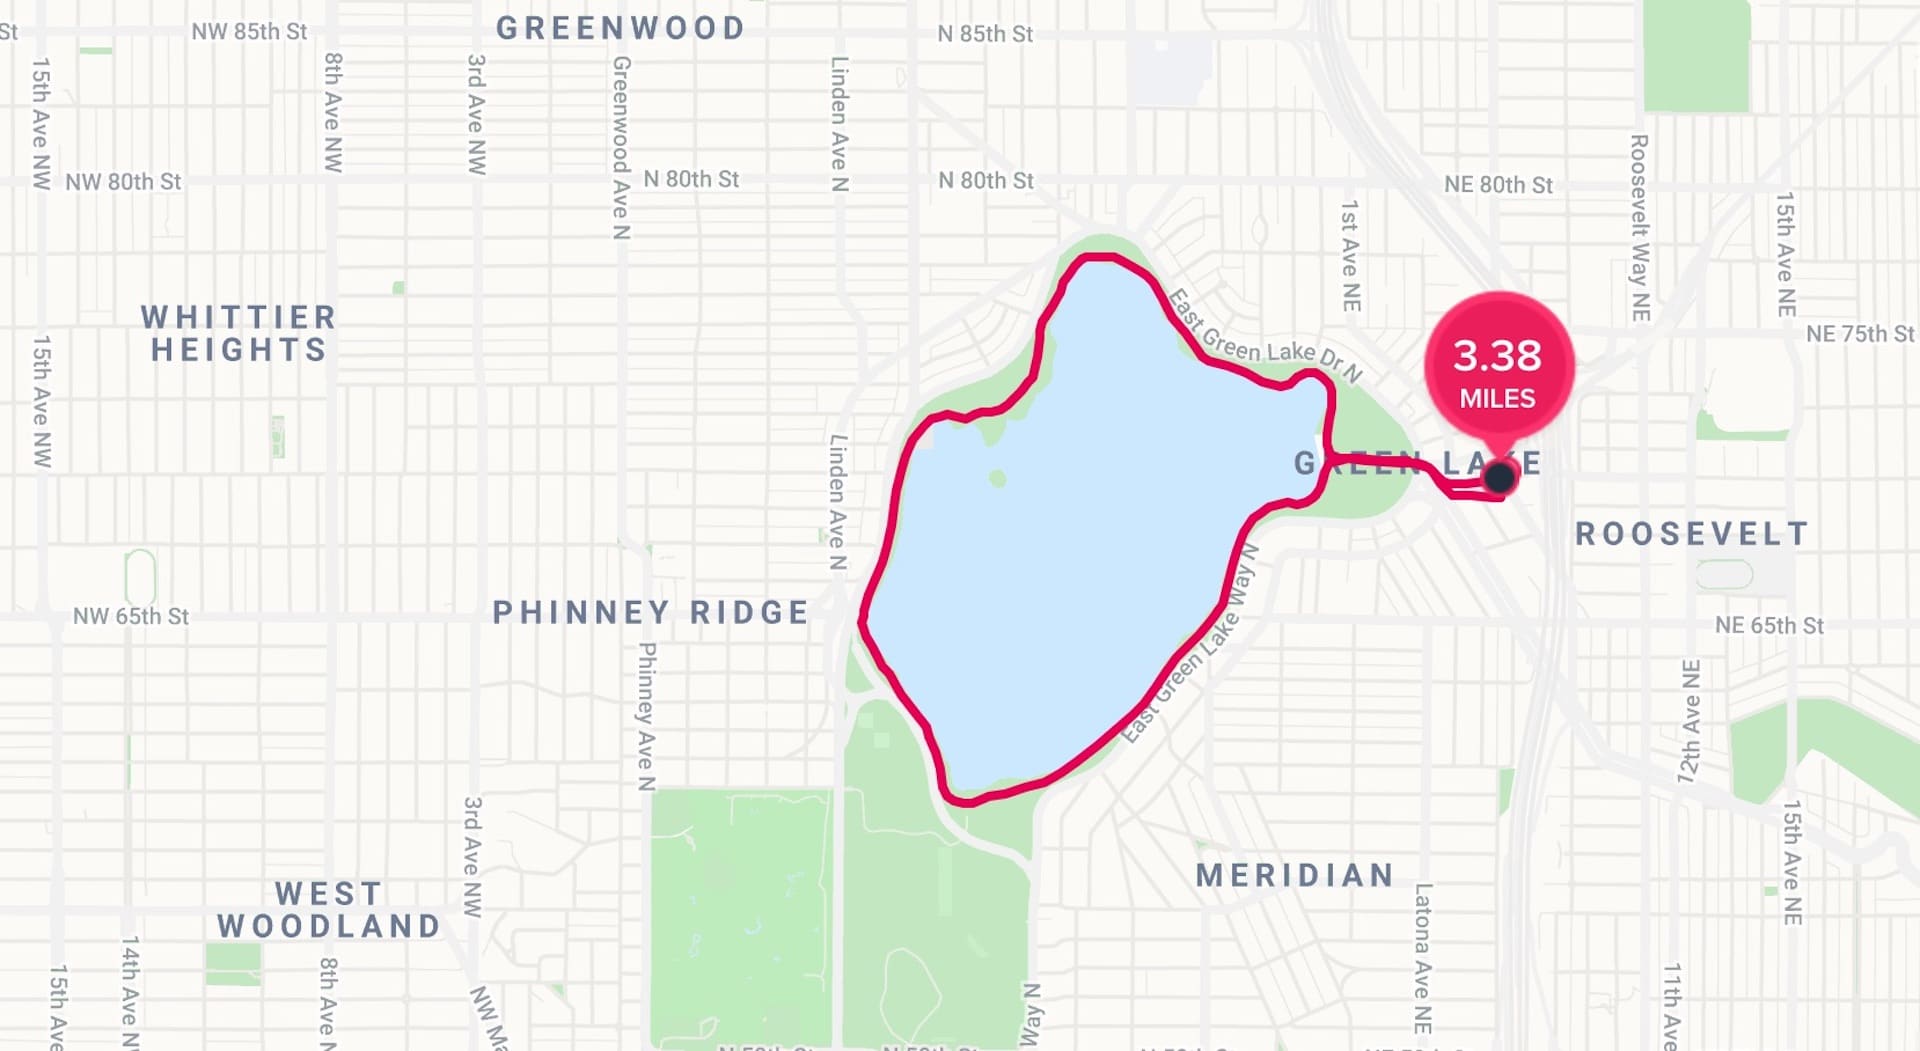 St
NW 85th St
GREENWOOD
N 85th St
15th Ave NW
8th Ave NW
3rd Ave NW
Greenwood Ave N
Linden Ave N
NW 80th St
N 80th St
N 80th St
NE 80th St
Roosevelt Way NE
1st Ave NE
15th Ave NE
WHITTIER
HEIGHTS
East Green Lake Dr N
3.38
MILES
NE 75th St
15th Ave NW
Linden Ave N
GREEN LAKE
ROOSEVELT
NW 65th St
PHINNEY RIDGE
East Green Lake Way N
NE 65th St
Phinney Ave N
12th Ave NE
3rd Ave NW
15th Ave NE
WEST
WOODLAND
MERIDIAN
Latona Ave NE
15th Ave
14th Ave N
8th Ave N
NW Ma
Way N
11th Ave